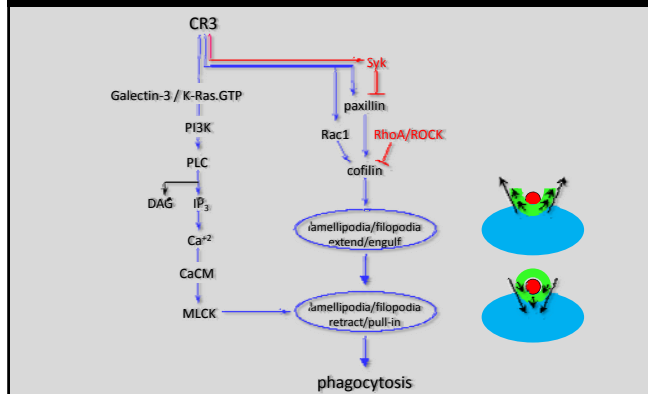 CR3
Syk
Galectin-3 / K-Ras.GTP
paxillin
PI3K
Rac1
RhoA/ROCK
PLC
cofilin
DAG
IP3
lamellipodia/filopodia
extend/engulf
Ca+2
CaCM
lamellipodia/filopodia
retract/pull-in
MLCK
phagocytosis